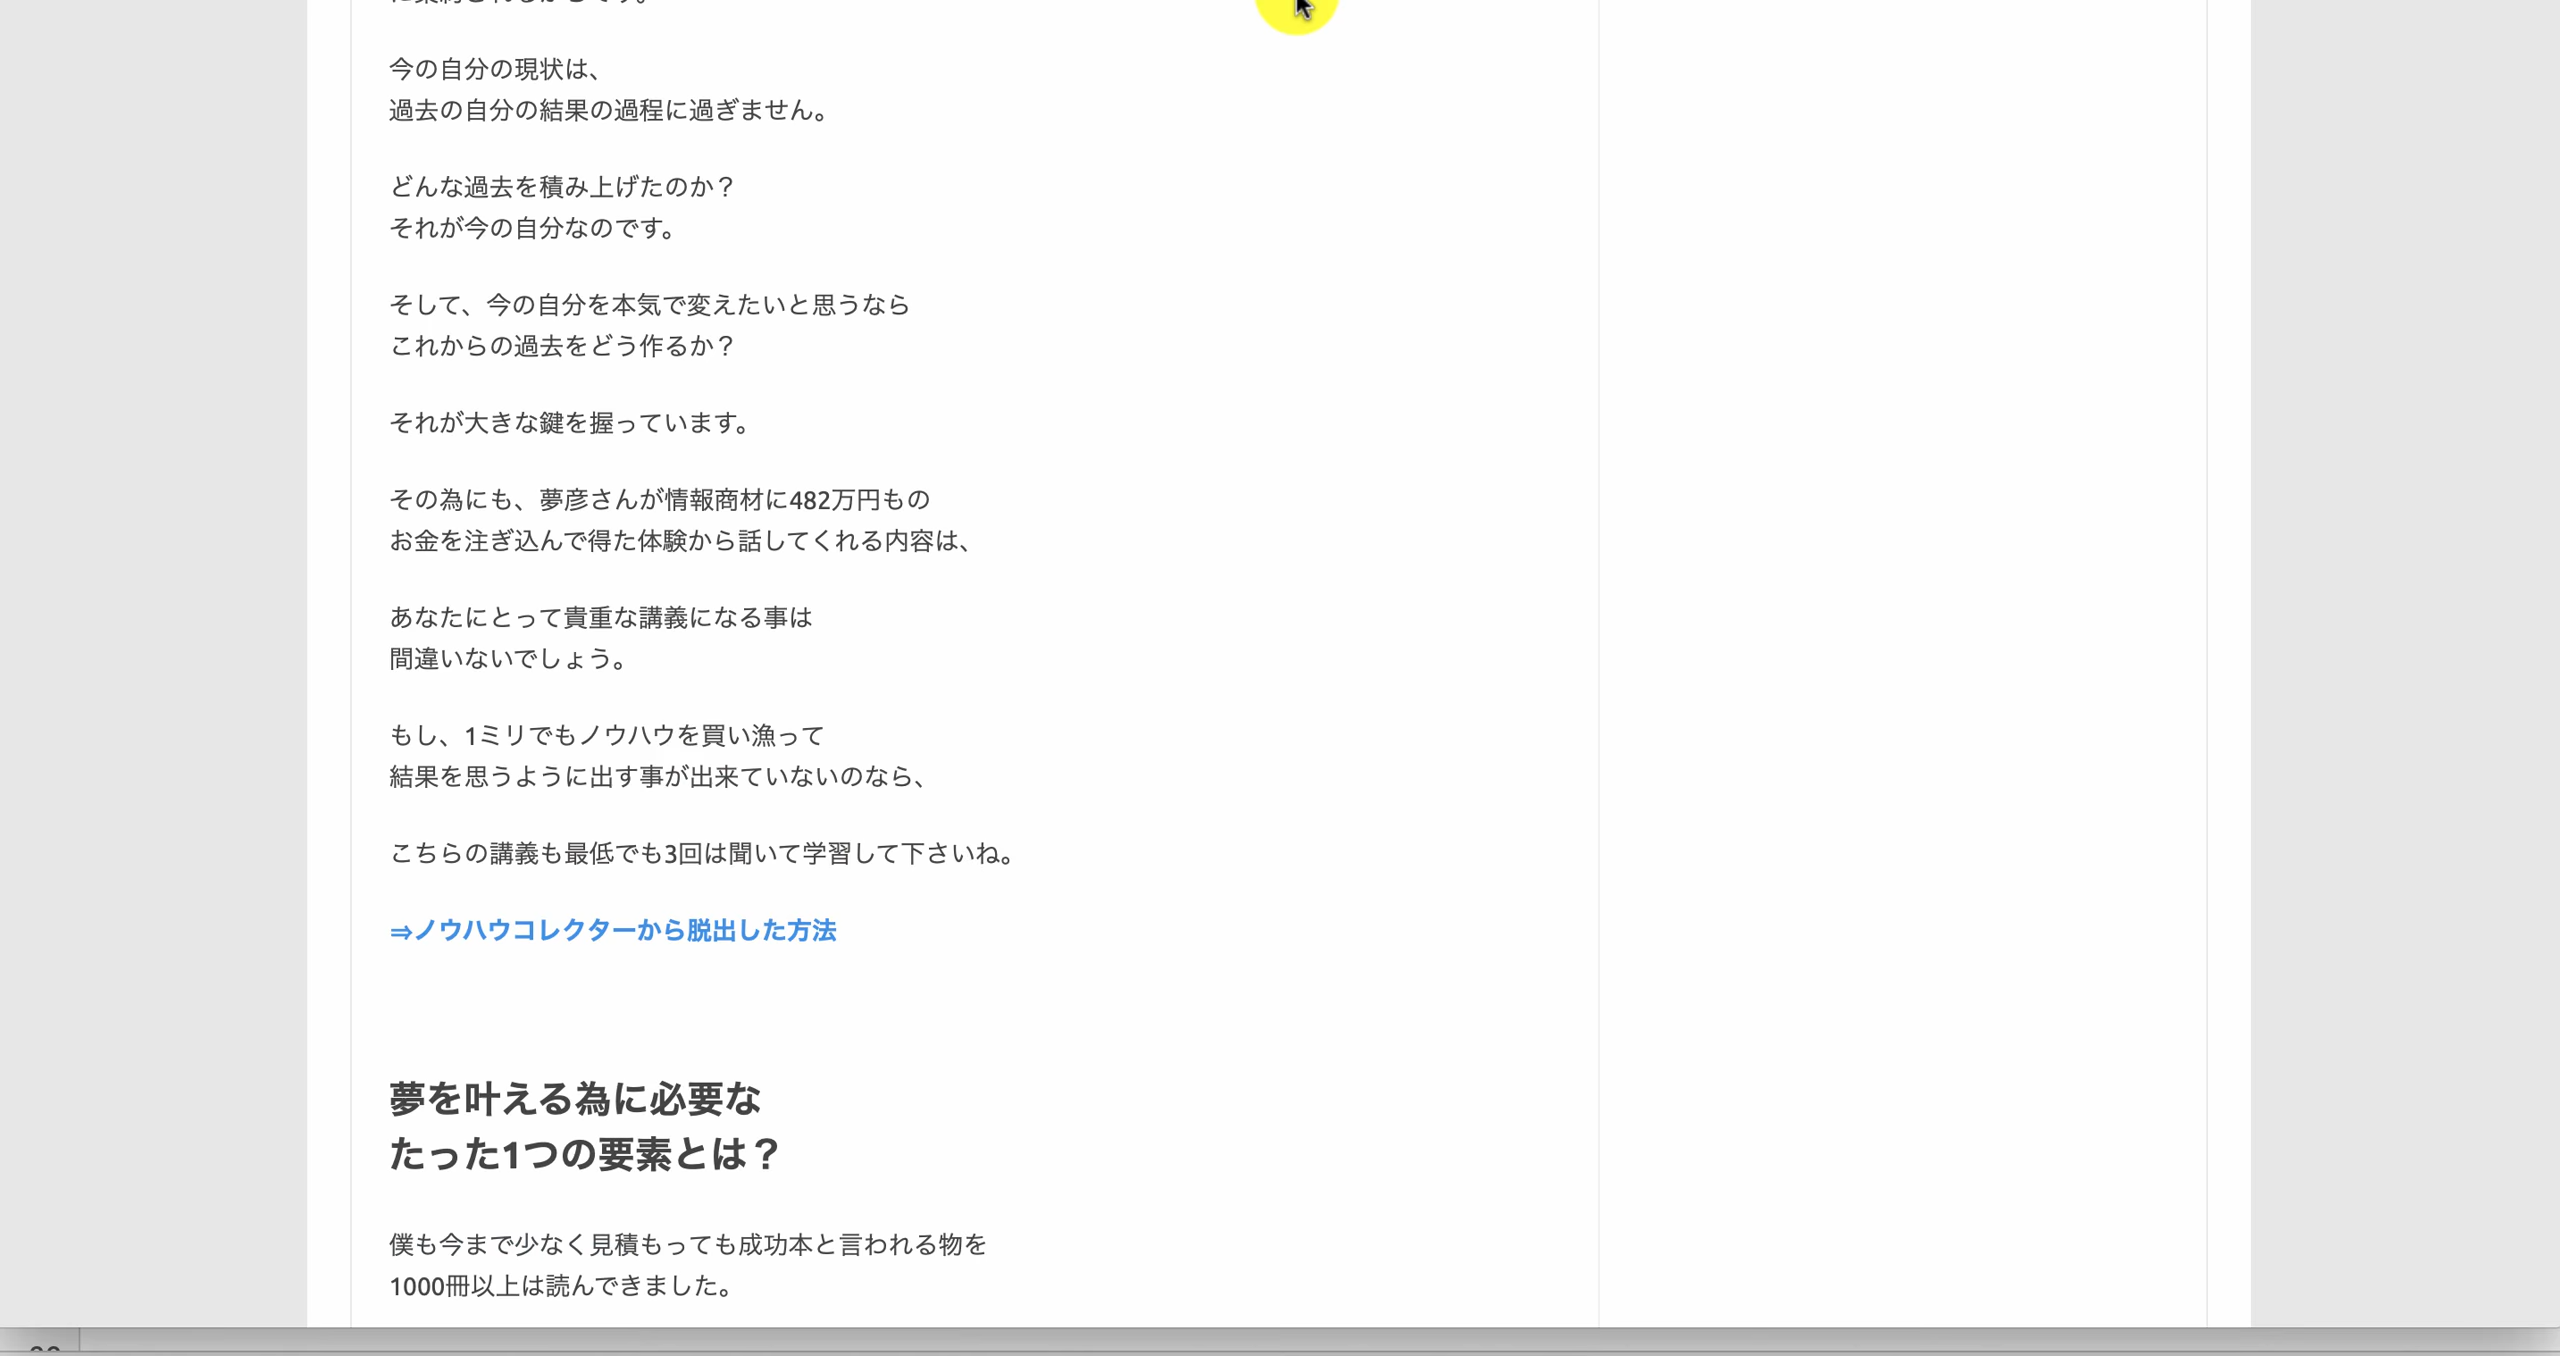 今の自分の現状は、
過去の自分の結果の過程に過ぎません。
どんな過去を積み上げたのか？
それが今の自分なのです。
そして、今の自分を本気で変えたいと思うなら
これからの過去をどう作るか？
それが大きな鍵を握っています。
その為にも、夢彦さんが情報商材に482万円もの
お金を注ぎ込んで得た体験から話してくれる内容は、
あなたにとって貴重な講義になる事は
間違いないでしょう。
もし、1ミリでもノウハウを買い漁って
結果を思うように出す事が出来ていないのなら、
こちらの講義も最低でも3回は聞いて学習して下さいね。
⇒ノウハウコレクターから脱出した方法
夢を叶える為に必要な
たった1つの要素とは？
僕も今まで少なく見積もっても成功本と言われる物を
1000冊以上は読んできました。